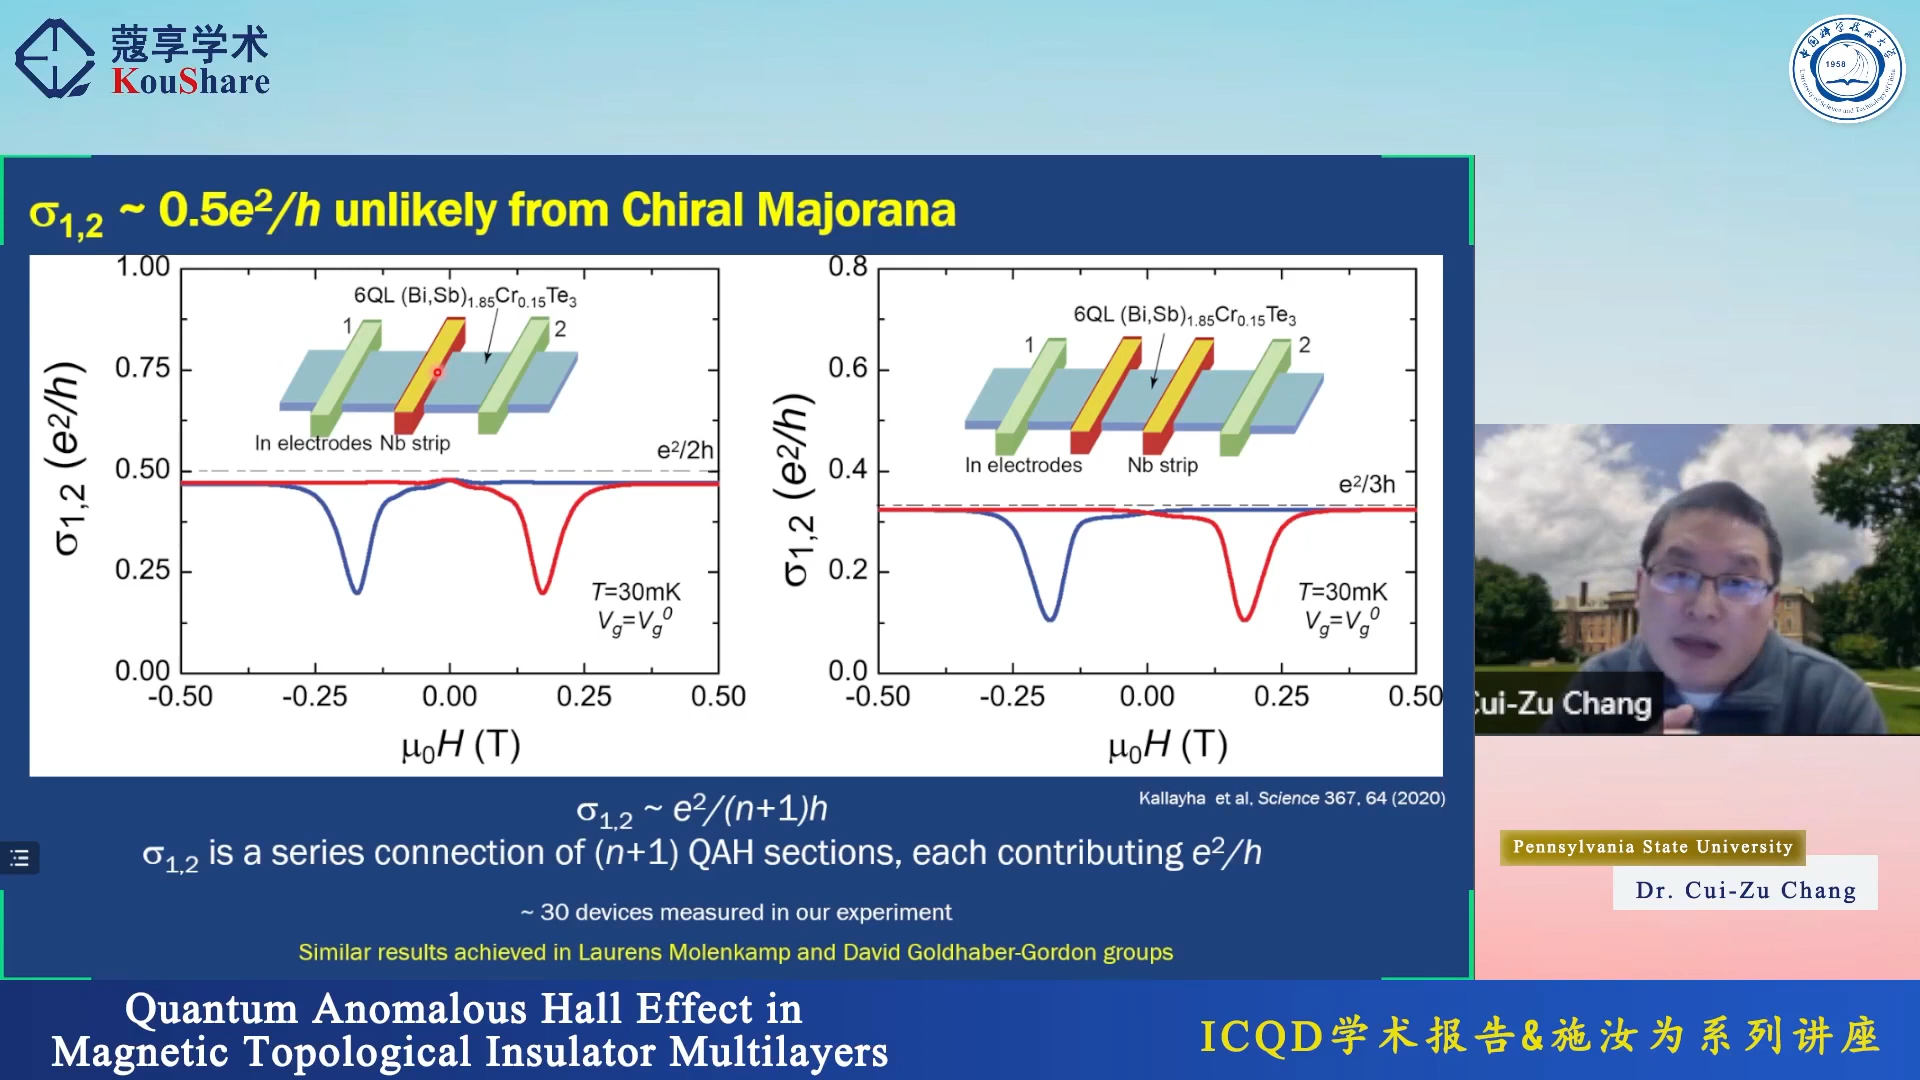 蔻享学术
KouShare
1958
σ1,2 ~ 0.5e²/h unlikely from Chiral Majorana
1.00
0.75
0.50
0.25
0.00
σ1,2 (e²/h)
6QL (Bi,Sb)1.85Cr0.15Te3
1
2
In electrodes
Nb strip
e²/2h
T=30mK
Vg=Vg⁰
-0.50
-0.25
0.00
0.25
0.50
μ0H (T)
0.8
0.6
0.4
0.2
0.0
σ1,2 (e²/h)
6QL (Bi,Sb)1.85Cr0.15Te3
1
2
In electrodes
Nb strip
e²/3h
T=30mK
Vg=Vg⁰
-0.50
-0.25
0.00
0.25
0.50
μ0H (T)
σ1,2 ~ e²/(n+1)h
Kallayha et al, Science 367, 64 (2020)
σ1,2 is a series connection of (n+1) QAH sections, each contributing e²/h
~ 30 devices measured in our experiment
Similar results achieved in Laurens Molenkamp and David Goldhaber-Gordon groups
Cui-Zu Chang
Pennsylvania State University
Dr. Cui-Zu Chang
Quantum Anomalous Hall Effect in
Magnetic Topological Insulator Multilayers
ICQD学术报告&施汝为系列讲座